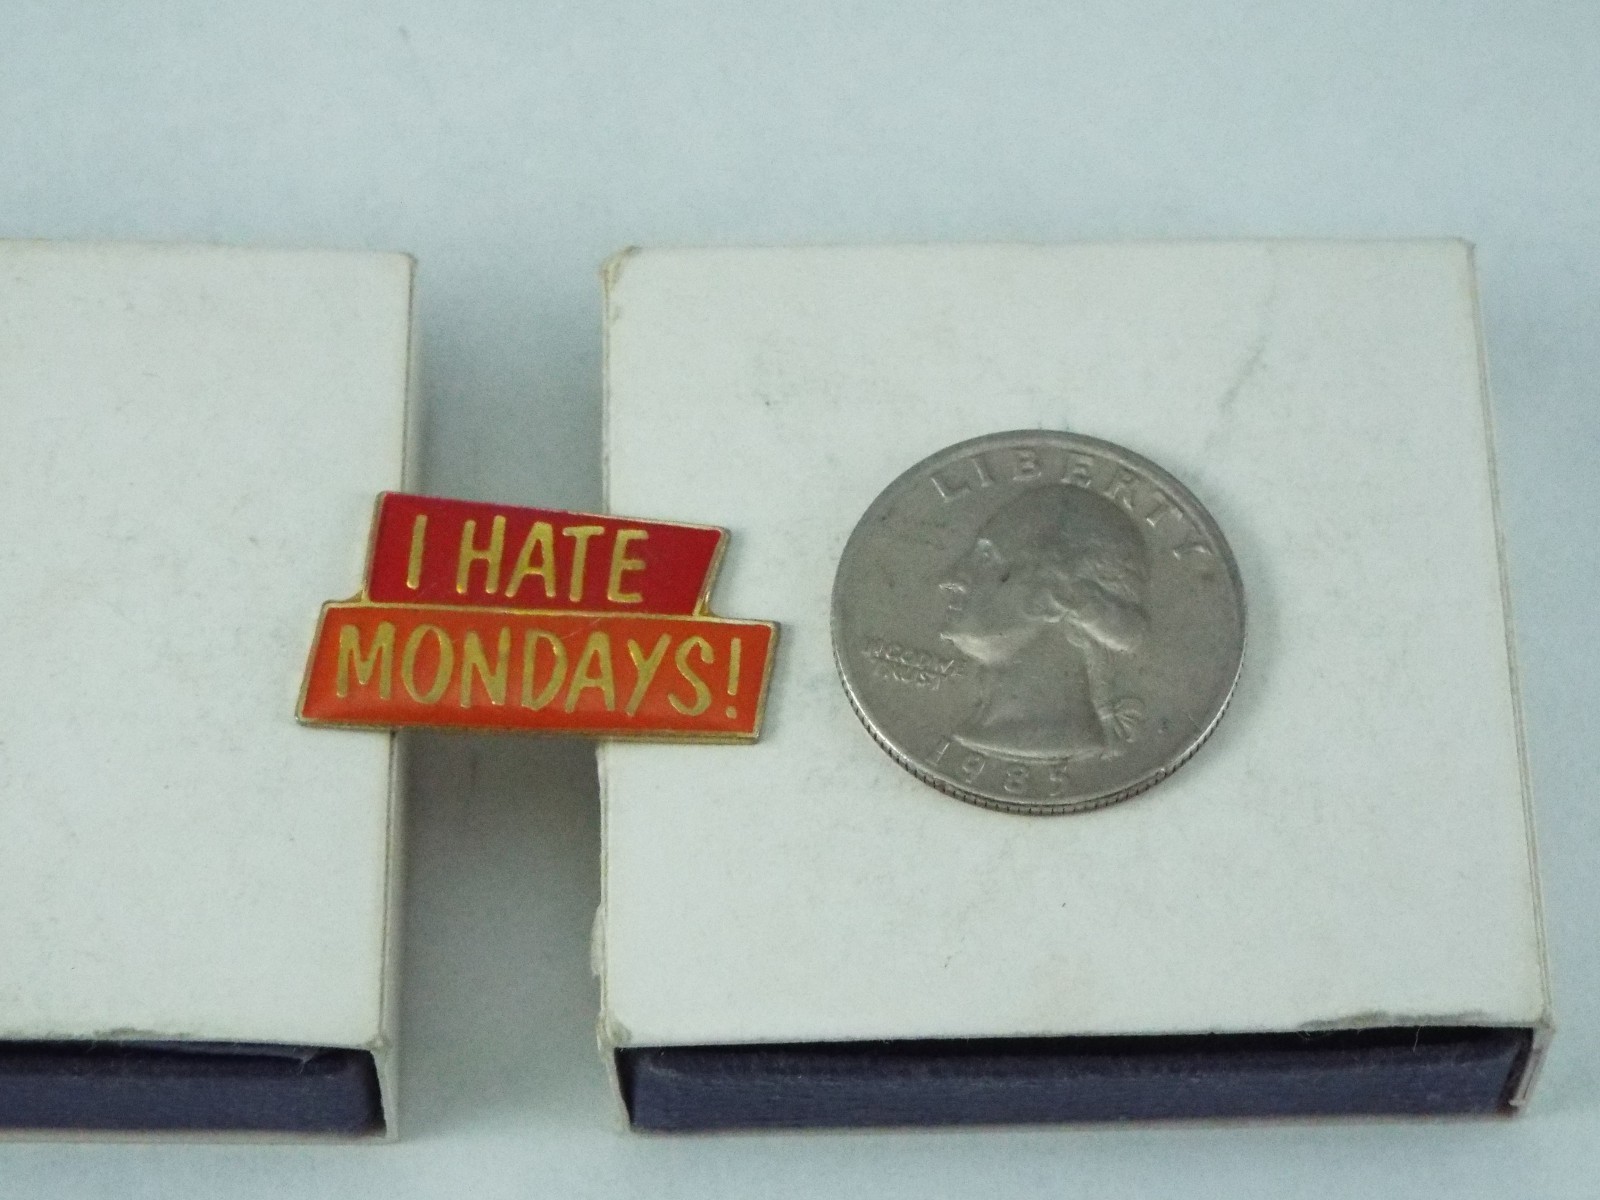 I HATE
MONDAYS!
LIBERTY
IN GOD WE
TRUST
1985